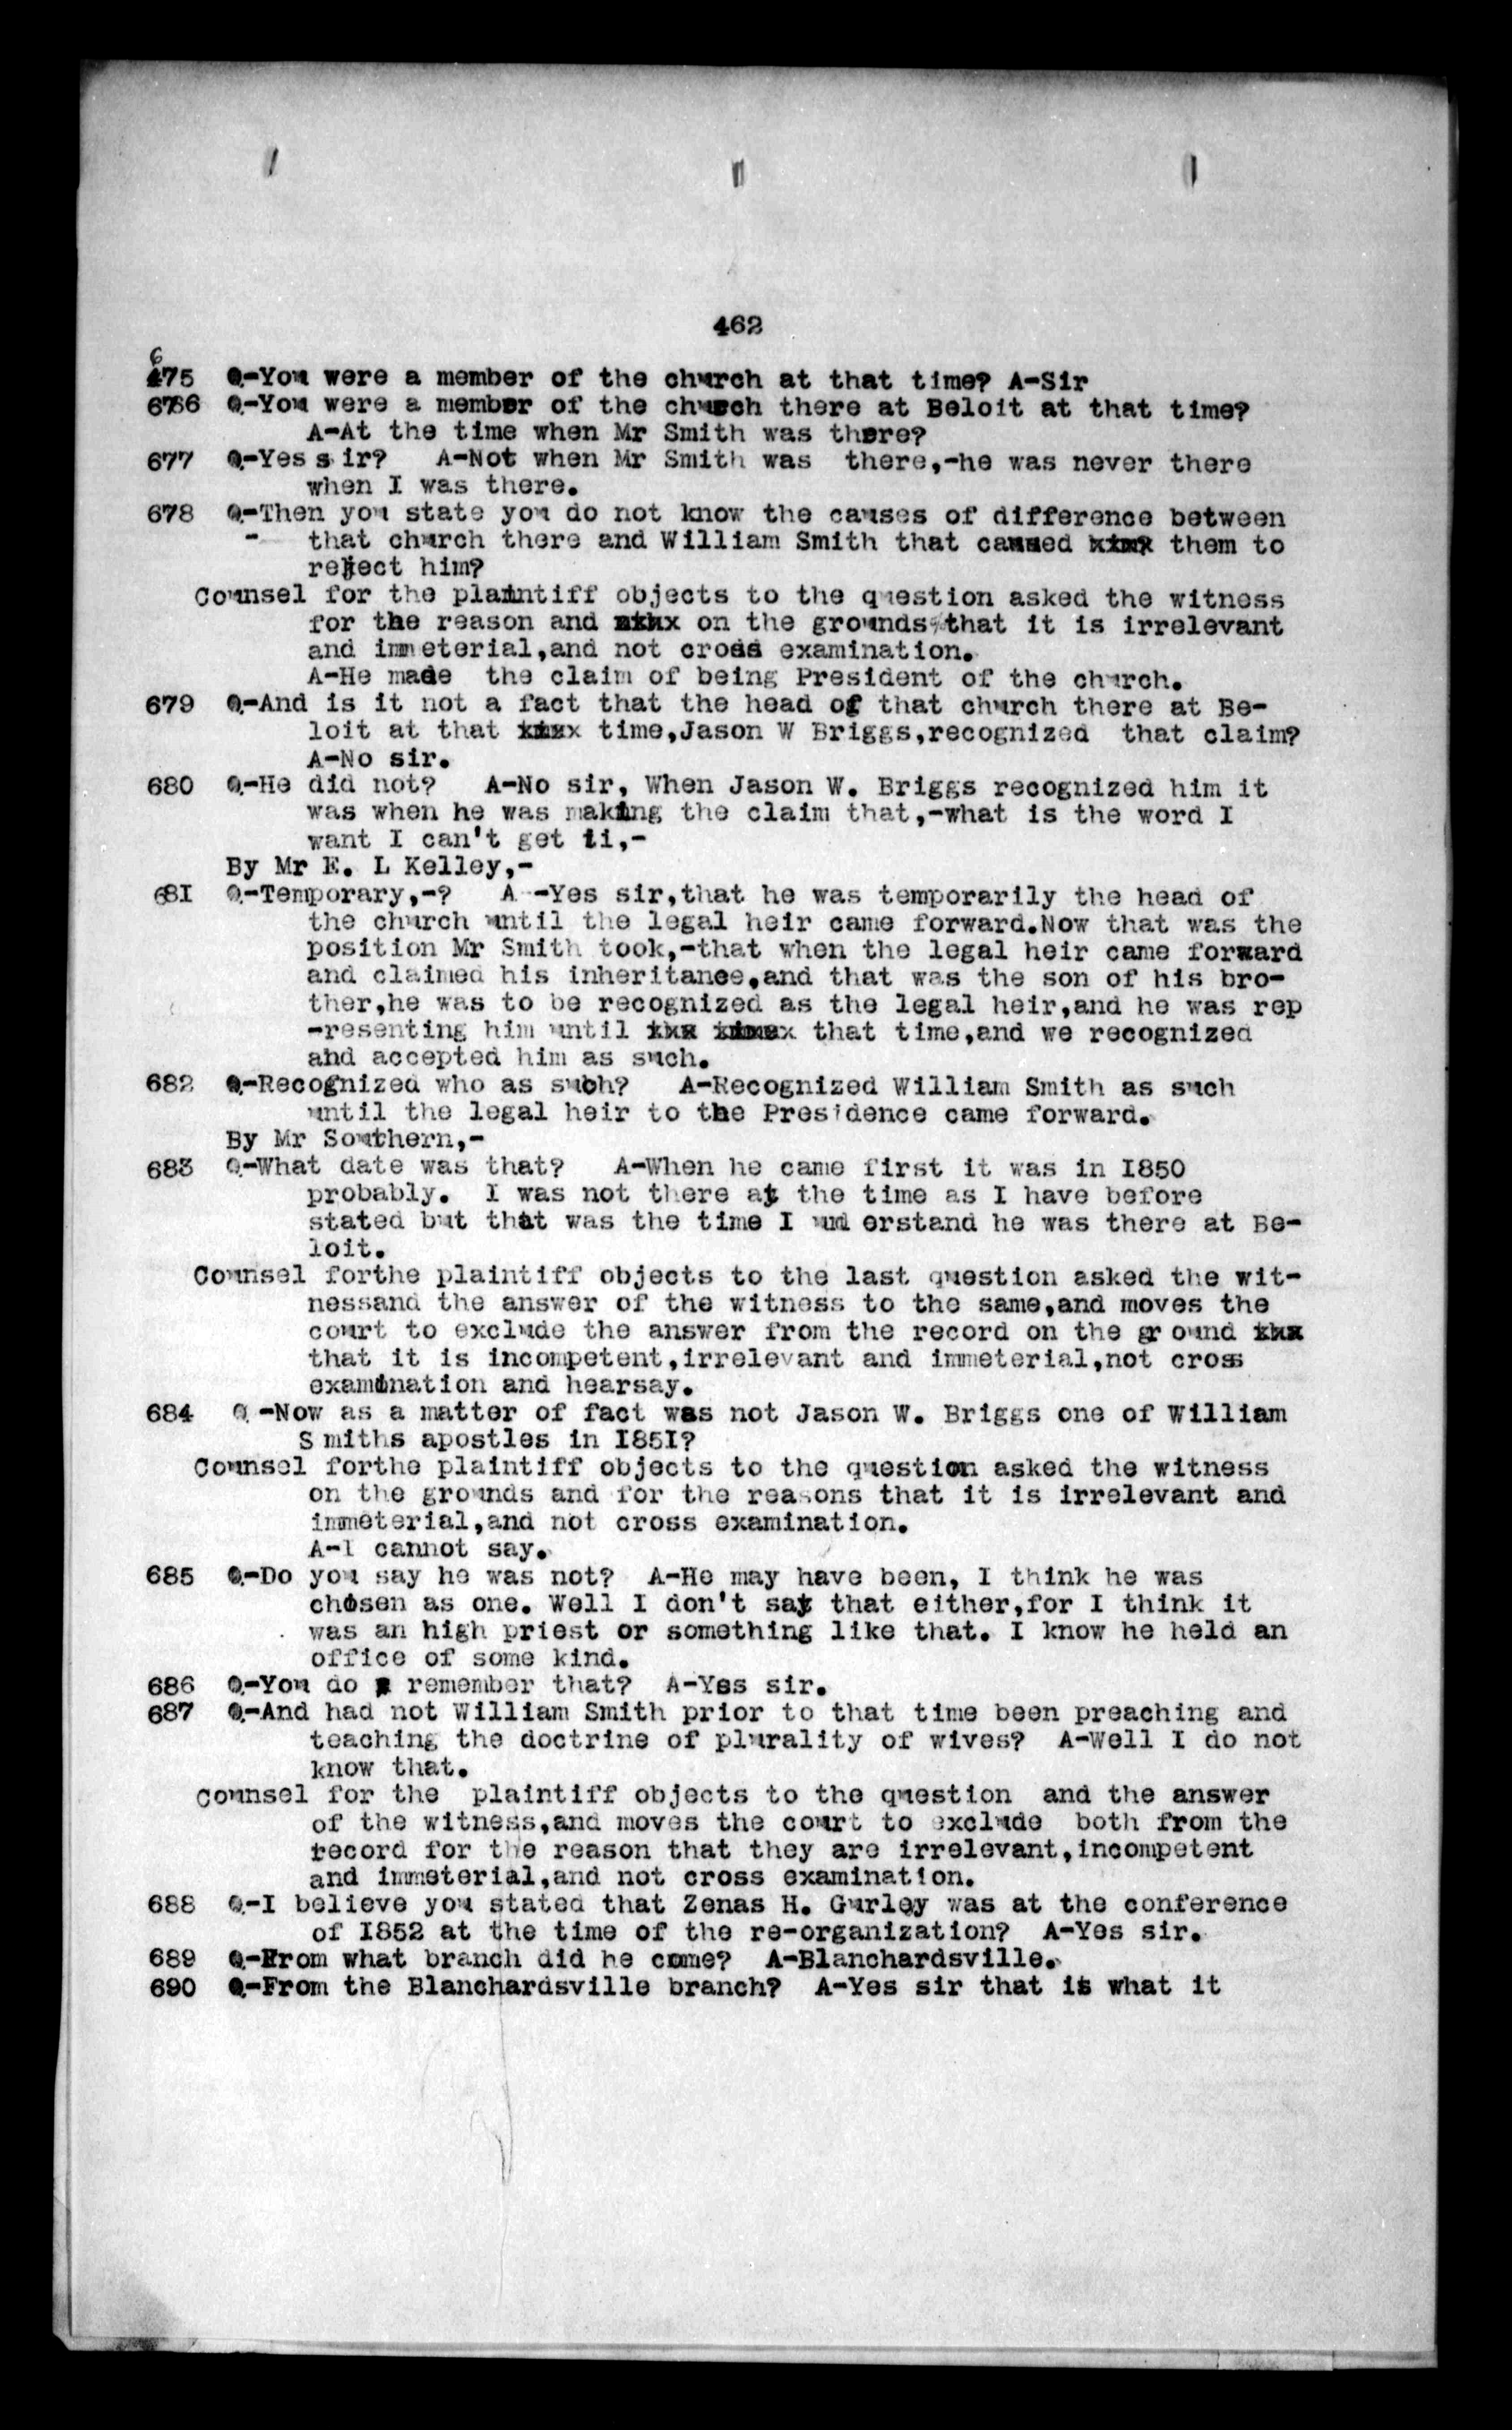 462
675 Q-You were a member of the church at that time? A-Sir
6786 Q-You were a member of the church there at Beloit at that time?
A-At the time when Mr Smith was there?
677 Q-Yes s ir? A-Not when Mr Smith was there,-he was never there
when I was there.
678 Q-Then you state you do not know the causes of difference between
- that church there and William Smith that caused them to
reject him?
Counsel for the plaintiff objects to the question asked the witness
for the reason and on the grounds that it is irrelevant
and immeterial,and not cross examination.
A-He made the claim of being President of the church.
679 Q-And is it not a fact that the head of that church there at Be-
loit at that time,Jason W Briggs,recognized that claim?
A-No sir.
680 Q-He did not? A-No sir, When Jason W. Briggs recognized him it
was when he was making the claim that,-what is the word I
want I can't get ii,-
By Mr E. L Kelley,-
681 Q-Temporary,-? A -Yes sir,that he was temporarily the head of
the church until the legal heir came forward.Now that was the
position Mr Smith took,-that when the legal heir came forward
and claimed his inheritanee,and that was the son of his bro-
ther,he was to be recognized as the legal heir,and he was rep
-resenting him until that time,and we recognized
and accepted him as such.
682 Q-Recognized who as such? A-Recognized William Smith as such
until the legal heir to the Presidence came forward.
By Mr Southern,-
683 Q-What date was that? A-When he came first it was in I850
probably. I was not there at the time as I have before
stated but that was the time I und erstand he was there at Be-
loit.
Counsel forthe plaintiff objects to the last question asked the wit-
nessand the answer of the witness to the same,and moves the
court to exclude the answer from the record on the gr ound
that it is incompetent,irrelevant and immeterial,not cross
examination and hearsay.
684 Q -Now as a matter of fact was not Jason W. Briggs one of William
S miths apostles in I85I?
Counsel forthe plaintiff objects to the question asked the witness
on the grounds and for the reasons that it is irrelevant and
immeterial,and not cross examination.
A-I cannot say.
685 Q-Do you say he was not? A-He may have been, I think he was
chosen as one. Well I don't say that either,for I think it
was an high priest or something like that. I know he held an
office of some kind.
686 Q-You do remember that? A-Yes sir.
687 Q-And had not William Smith prior to that time been preaching and
teaching the doctrine of plurality of wives? A-Well I do not
know that.
Counsel for the plaintiff objects to the question and the answer
of the witness,and moves the court to exclude both from the
record for the reason that they are irrelevant,incompetent
and immeterial,and not cross examination.
688 Q-I believe you stated that Zenas H. Gurley was at the conference
of I852 at the time of the re-organization? A-Yes sir.
689 Q-From what branch did he come? A-Blanchardsville.
690 Q-From the Blanchardsville branch? A-Yes sir that is what it